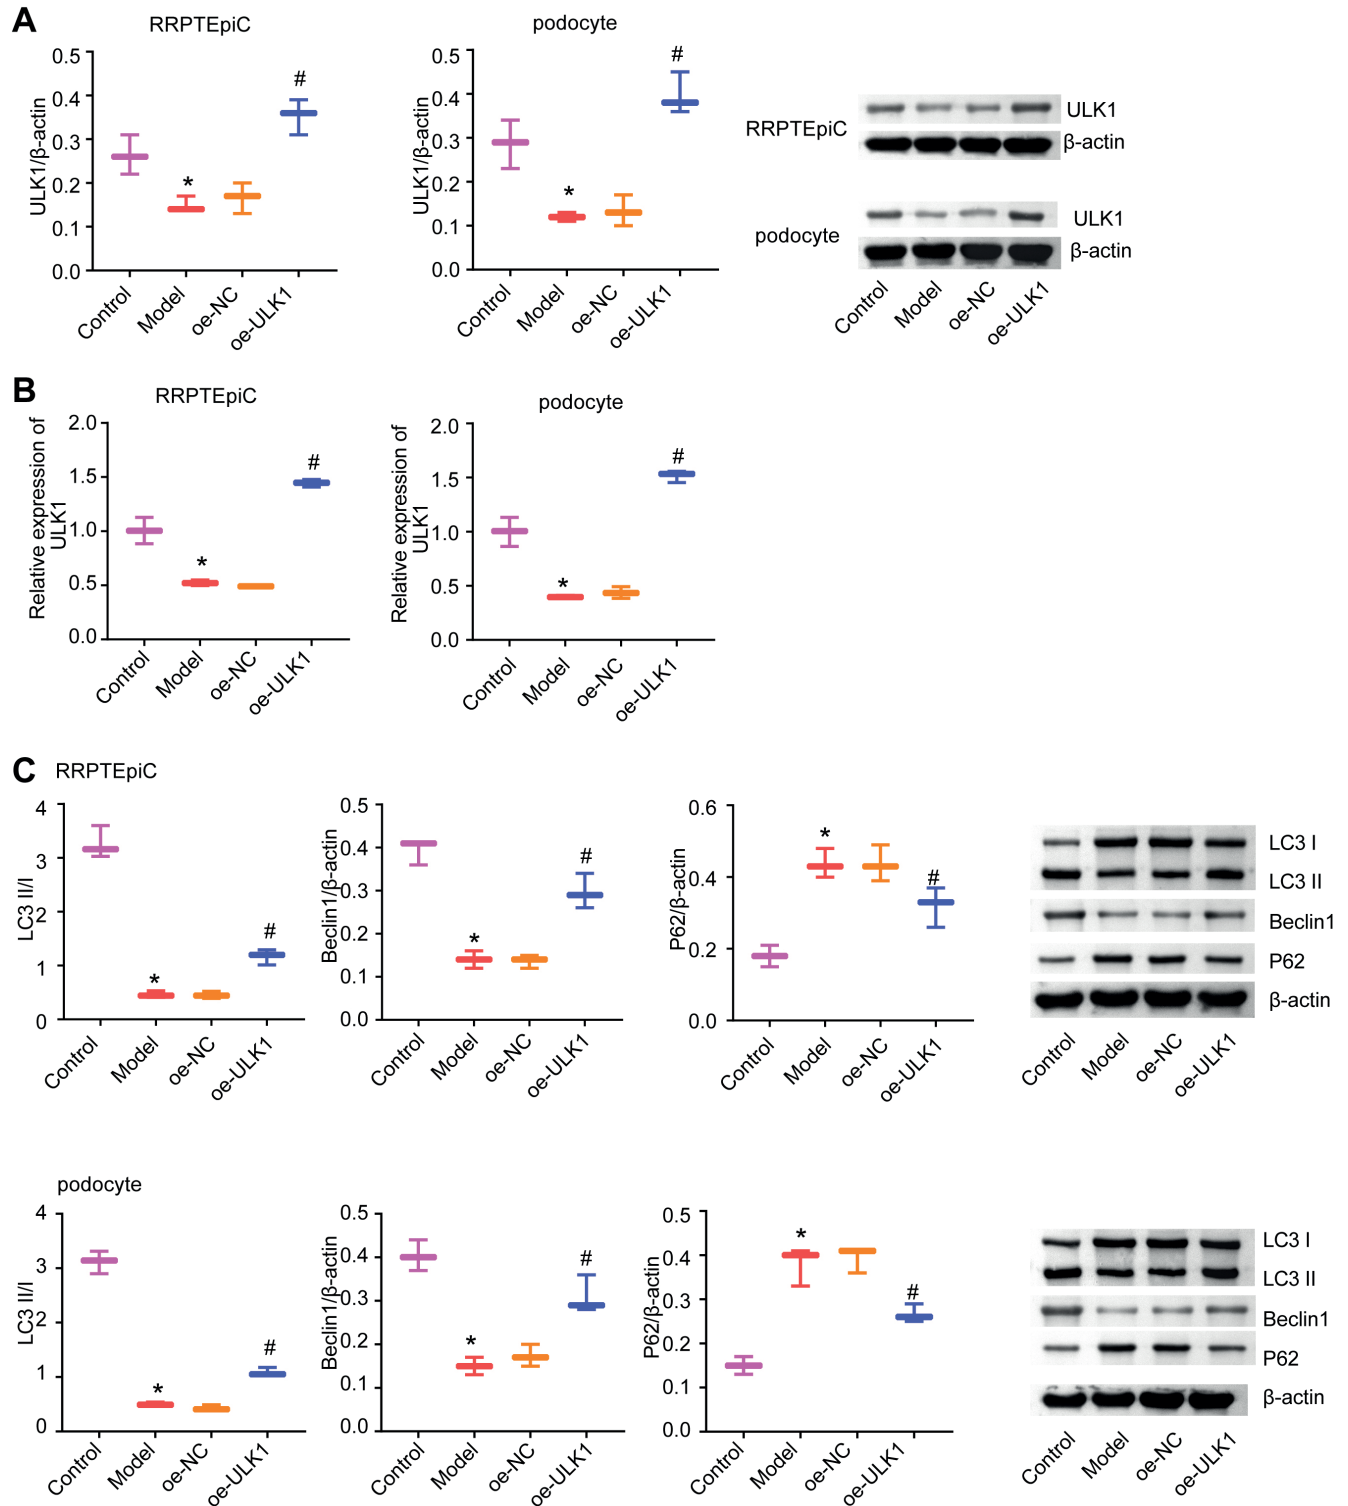 A
RRPTEpiC
ULK1/β-actin
0.5
0.4
0.3
0.2
0.1
0.0
*
#
Control
Model
oe-NC
oe-ULK1
podocyte
ULK1/β-actin
0.5
0.4
0.3
0.2
0.1
0.0
*
#
Control
Model
oe-NC
oe-ULK1
RRPTEpiC
ULK1
β-actin
podocyte
ULK1
β-actin
Control
Model
oe-NC
oe-ULK1
B
RRPTEpiC
Relative expression of
ULK1
2.0
1.5
1.0
0.5
0.0
*
#
Control
Model
oe-NC
oe-ULK1
podocyte
Relative expression of
ULK1
2.0
1.5
1.0
0.5
0.0
*
#
Control
Model
oe-NC
oe-ULK1
C
RRPTEpiC
LC3 II/I
4
3
2
1
0
*
#
Control
Model
oe-NC
oe-ULK1
Beclin1/β-actin
0.5
0.4
0.3
0.2
0.1
0.0
*
#
Control
Model
oe-NC
oe-ULK1
P62/β-actin
0.6
0.4
0.2
0.0
*
#
Control
Model
oe-NC
oe-ULK1
LC3 I
LC3 II
Beclin1
P62
β-actin
Control
Model
oe-NC
oe-ULK1
podocyte
LC3 II/I
4
3
2
1
0
*
#
Control
Model
oe-NC
oe-ULK1
Beclin1/β-actin
0.5
0.4
0.3
0.2
0.1
0.0
*
#
Control
Model
oe-NC
oe-ULK1
P62/β-actin
0.5
0.4
0.3
0.2
0.1
0.0
*
#
Control
Model
oe-NC
oe-ULK1
LC3 I
LC3 II
Beclin1
P62
β-actin
Control
Model
oe-NC
oe-ULK1